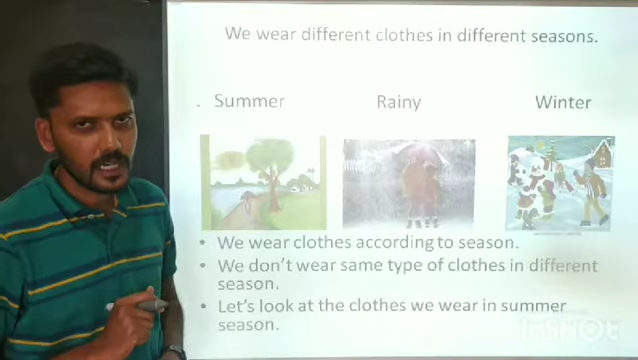 We wear different clothes in different seasons.
. Summer Rainy Winter
• We wear clothes according to season.
• We don't wear same type of clothes in different
season.
• Let's look at the clothes we wear in summer
season.